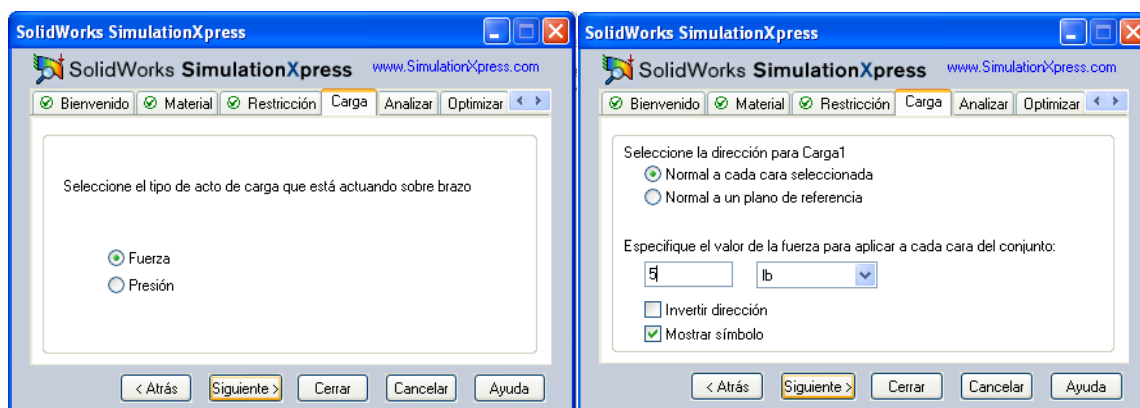 SolidWorks SimulationXpress
SolidWorks SimulationXpress www.SimulationXpress.com
Bienvenido Material Restricción Carga Analizar Optimizar
Seleccione el tipo de acto de carga que está actuando sobre brazo
Fuerza
Presión
< Atrás Siguiente > Cerrar Cancelar Ayuda
SolidWorks SimulationXpress
SolidWorks SimulationXpress www.SimulationXpress.com
Bienvenido Material Restricción Carga Analizar Optimizar
Seleccione la dirección para Carga1
Normal a cada cara seleccionada
Normal a un plano de referencia
Especifique el valor de la fuerza para aplicar a cada cara del conjunto:
5 lb
Invertir dirección
Mostrar símbolo
< Atrás Siguiente > Cerrar Cancelar Ayuda